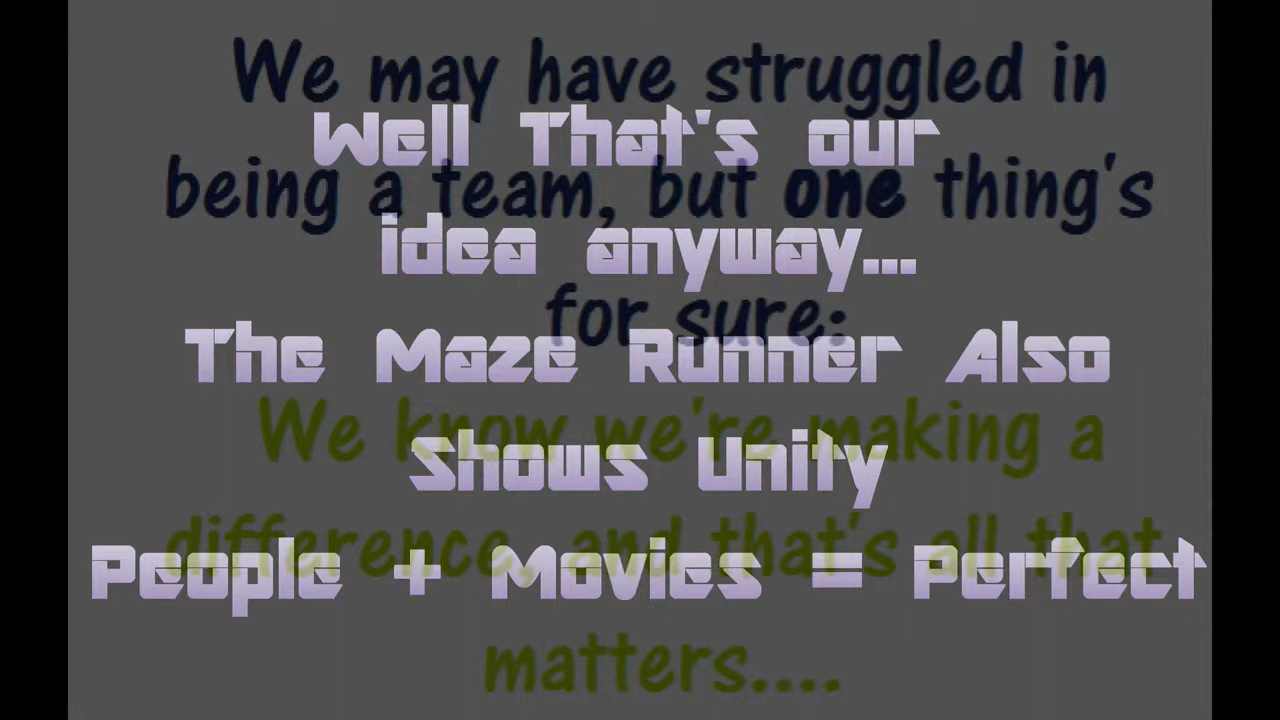 We may have struggled in
being a team, but one thing's
for sure:
We know we're making a
difference, and that's all that
matters....
Well That's our
idea anyway...
The Maze Runner Also
Shows Unity
People + Movies = Perfect